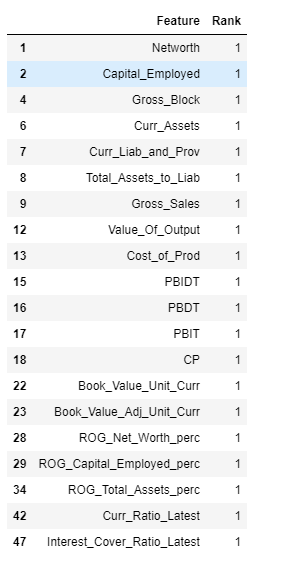 Feature Rank
1 Networth 1
2 Capital_Employed 1
4 Gross_Block 1
6 Curr_Assets 1
7 Curr_Liab_and_Prov 1
8 Total_Assets_to_Liab 1
9 Gross_Sales 1
12 Value_Of_Output 1
13 Cost_of_Prod 1
15 PBIDT 1
16 PBDT 1
17 PBIT 1
18 CP 1
22 Book_Value_Unit_Curr 1
23 Book_Value_Adj_Unit_Curr 1
28 ROG_Net_Worth_perc 1
29 ROG_Capital_Employed_perc 1
34 ROG_Total_Assets_perc 1
42 Curr_Ratio_Latest 1
47 Interest_Cover_Ratio_Latest 1